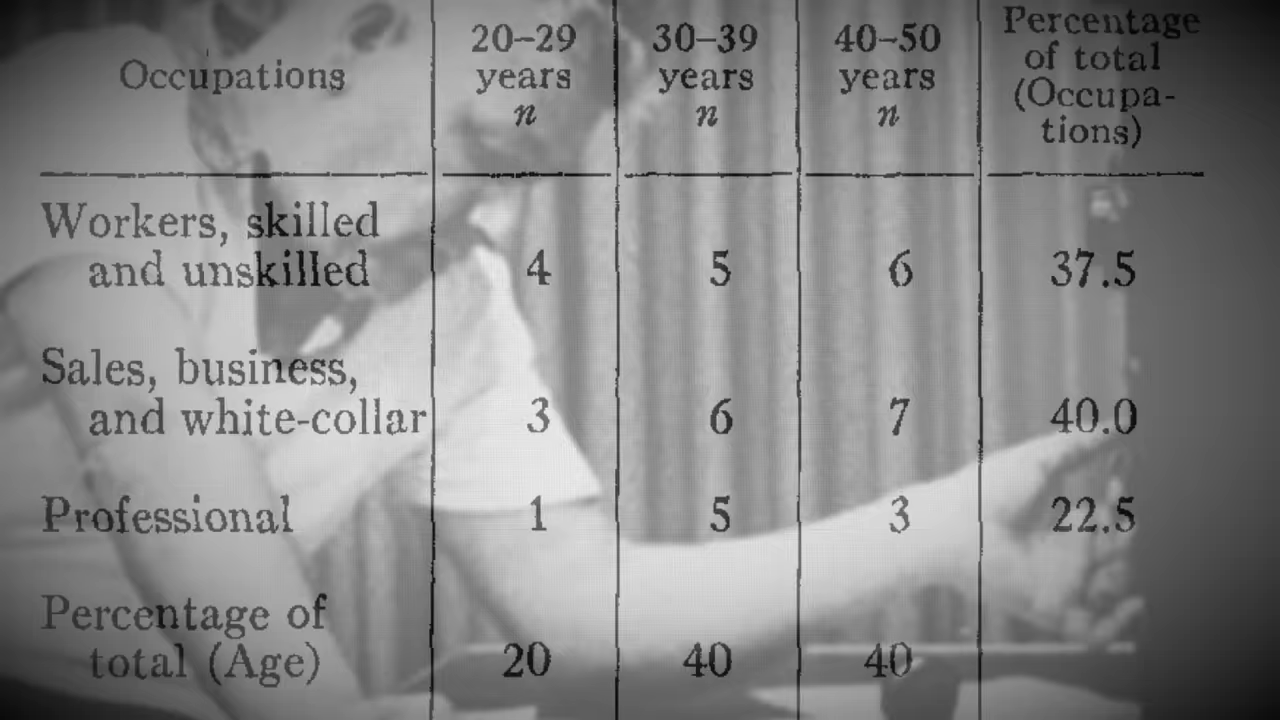 Occupations 20–29 years n 30–39 years n 40–50 years n Percentage of total (Occupa-tions)
Workers, skilled
and unskilled 4 5 6 37.5
Sales, business,
and white-collar 3 6 7 40.0
Professional 1 5 3 22.5
Percentage of
total (Age) 20 40 40